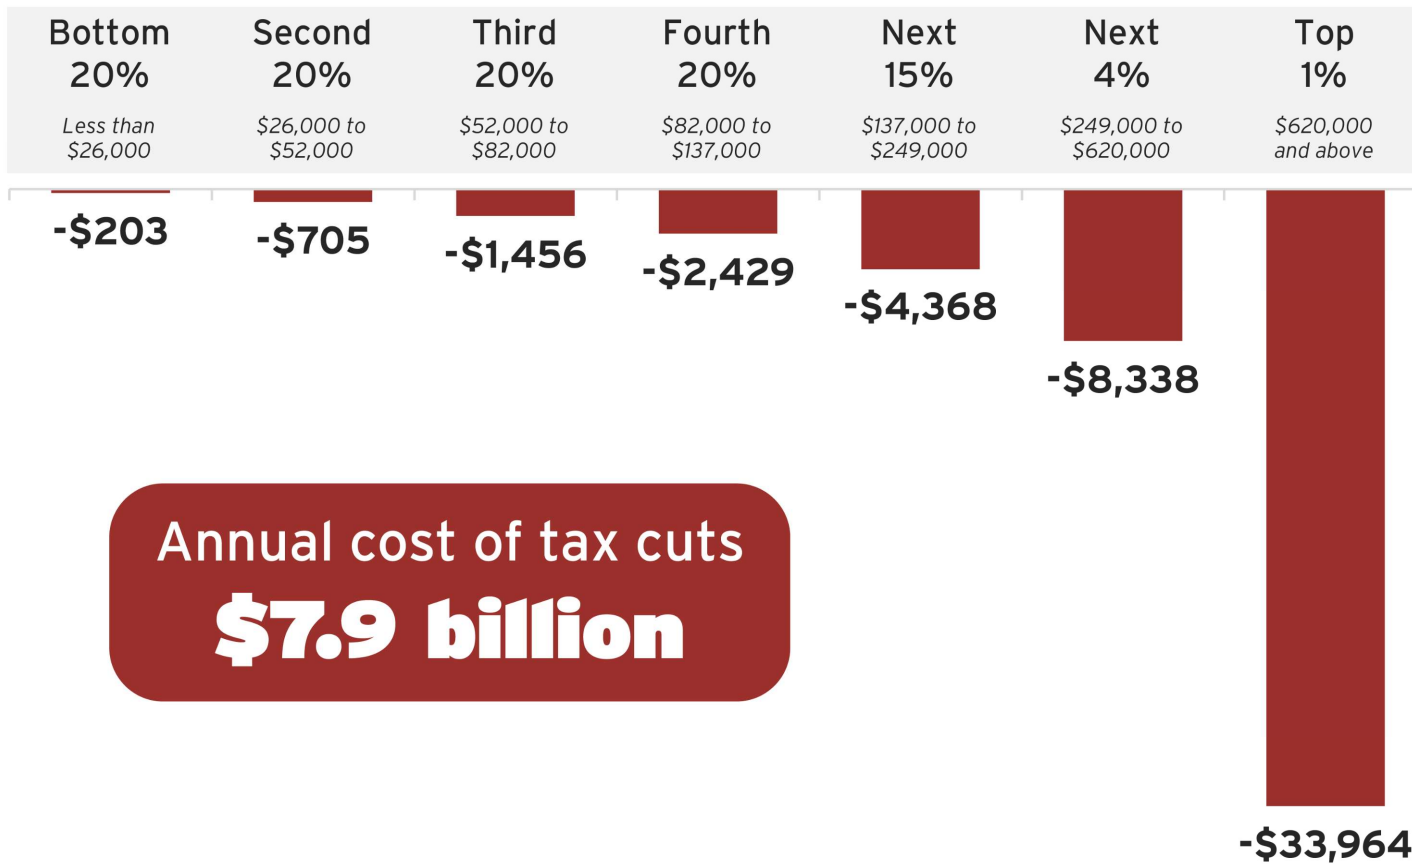 Bottom
20%
Less than
$26,000
Second
20%
$26,000 to
$52,000
Third
20%
$52,000 to
$82,000
Fourth
20%
$82,000 to
$137,000
Next
15%
$137,000 to
$249,000
Next
4%
$249,000 to
$620,000
Top
1%
$620,000
and above
-$203
-$705
-$1,456
-$2,429
-$4,368
-$8,338
-$33,964
Annual cost of tax cuts
$7.9 billion